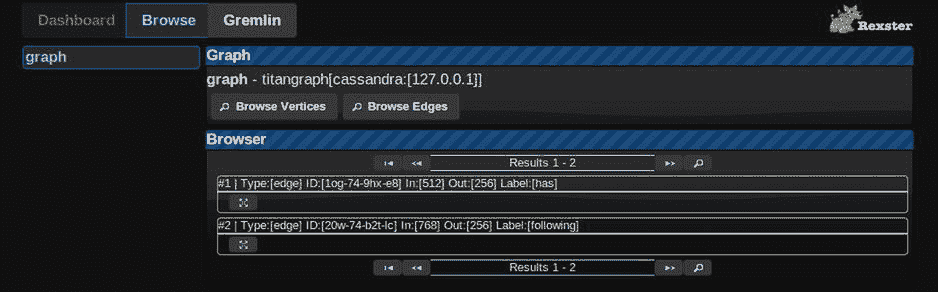 Dashboard Browse Gremlin
Rexster
graph
Graph
graph - titangraph[cassandra:[127.0.0.1]]
Browse Vertices Browse Edges
Browser
Results 1 - 2
#1 | Type:[edge] ID:[1og-74-9hx-e8] In:[512] Out:[256] Label:[has]
#2 | Type:[edge] ID:[20w-74-b2t-lc] In:[768] Out:[256] Label:[following]
Results 1 - 2